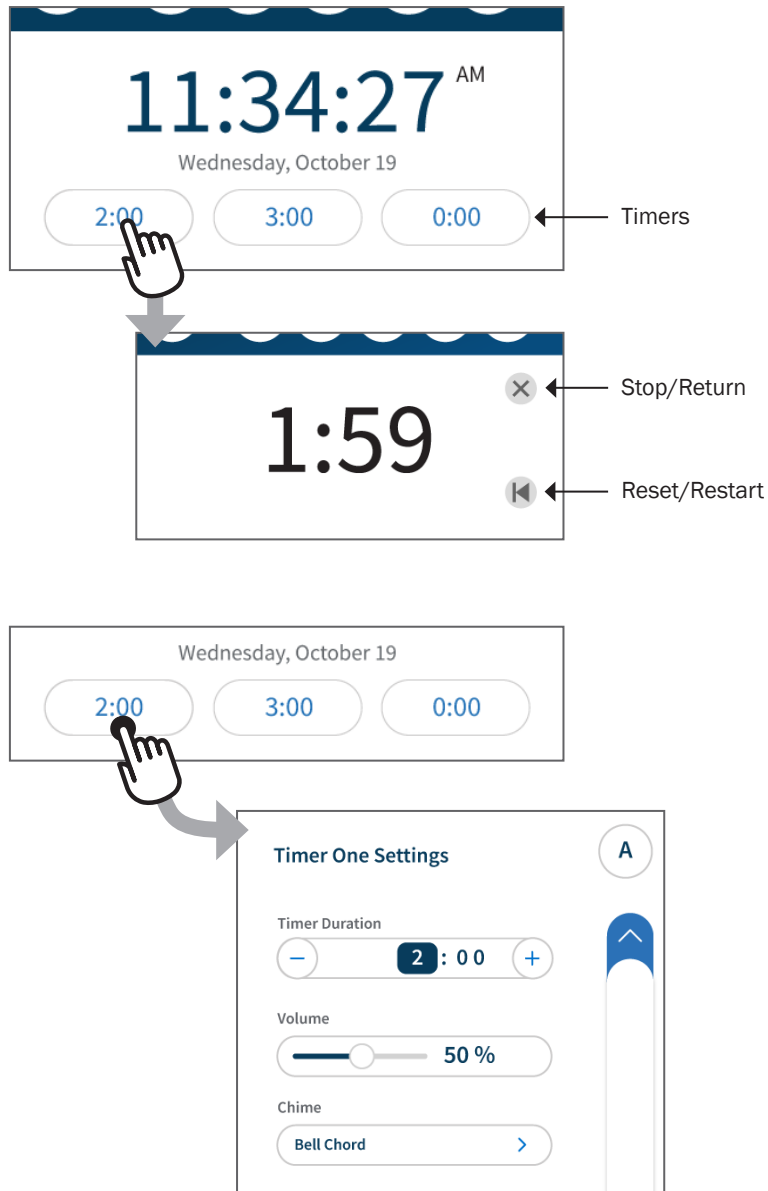 11:34:27 AM
Wednesday, October 19
2:00 3:00 0:00 Timers
Stop/Return
1:59
Reset/Restart
Wednesday, October 19
2:00 3:00 0:00
Timer One Settings A
Timer Duration
− 2 : 0 0 +
Volume
50 %
Chime
Bell Chord